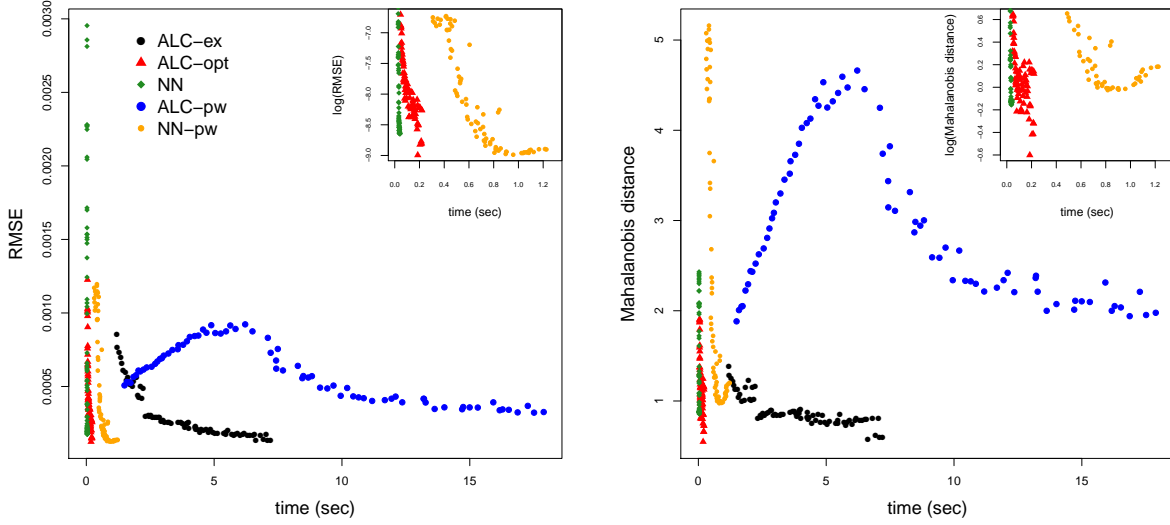 0.0030
0.0025
0.0020
0.0015
0.0010
0.0005
RMSE
0 5 10 15
time (sec)
ALC−ex
ALC−opt
NN
ALC−pw
NN−pw
-7.0
-7.5
-8.0
-8.5
-9.0
log(RMSE)
0.0 0.2 0.4 0.6 0.8 1.0 1.2
time (sec)
5
4
3
2
1
Mahalanobis distance
0 5 10 15
time (sec)
0.6
0.4
0.2
0.0
-0.2
-0.4
-0.6
log(Mahalanobis distance)
0.0 0.2 0.4 0.6 0.8 1.0 1.2
time (sec)